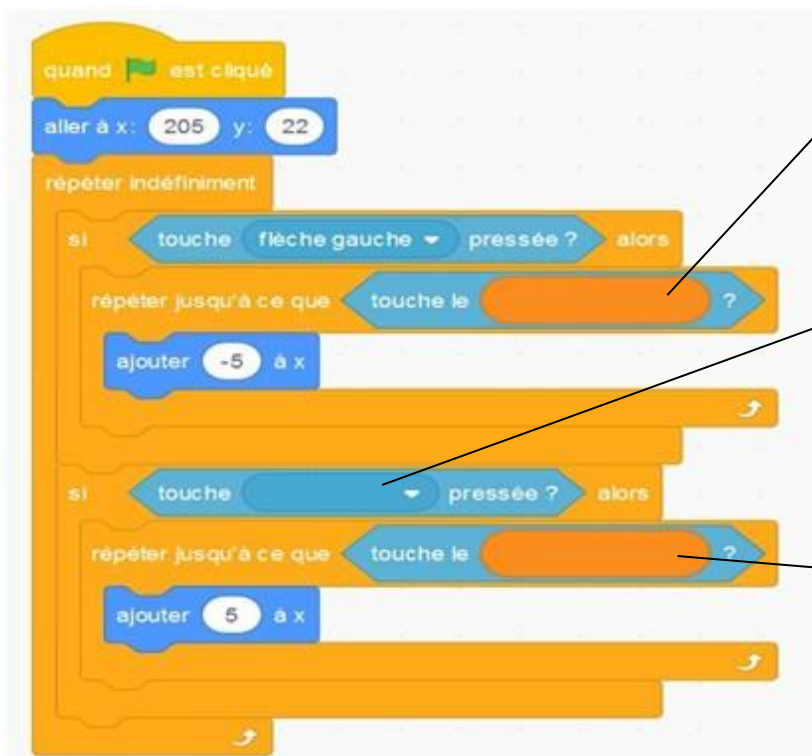 quand est cliqué
aller à x: 205 y: 22
répéter indéfiniment
si touche flèche gauche pressée ? alors
répéter jusqu'à ce que touche le ?
ajouter -5 à x
si touche pressée ? alors
répéter jusqu'à ce que touche le ?
ajouter 5 à x